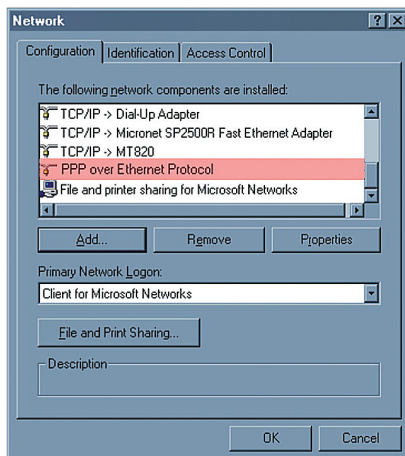 Network
Configuration Identification Access Control
The following network components are installed:
TCP/IP -> Dial-Up Adapter
TCP/IP -> Micronet SP2500R Fast Ethernet Adapter
TCP/IP -> MT820
PPP over Ethernet Protocol
File and printer sharing for Microsoft Networks
Add... Remove Properties
Primary Network Logon:
Client for Microsoft Networks
File and Print Sharing...
Description
OK Cancel